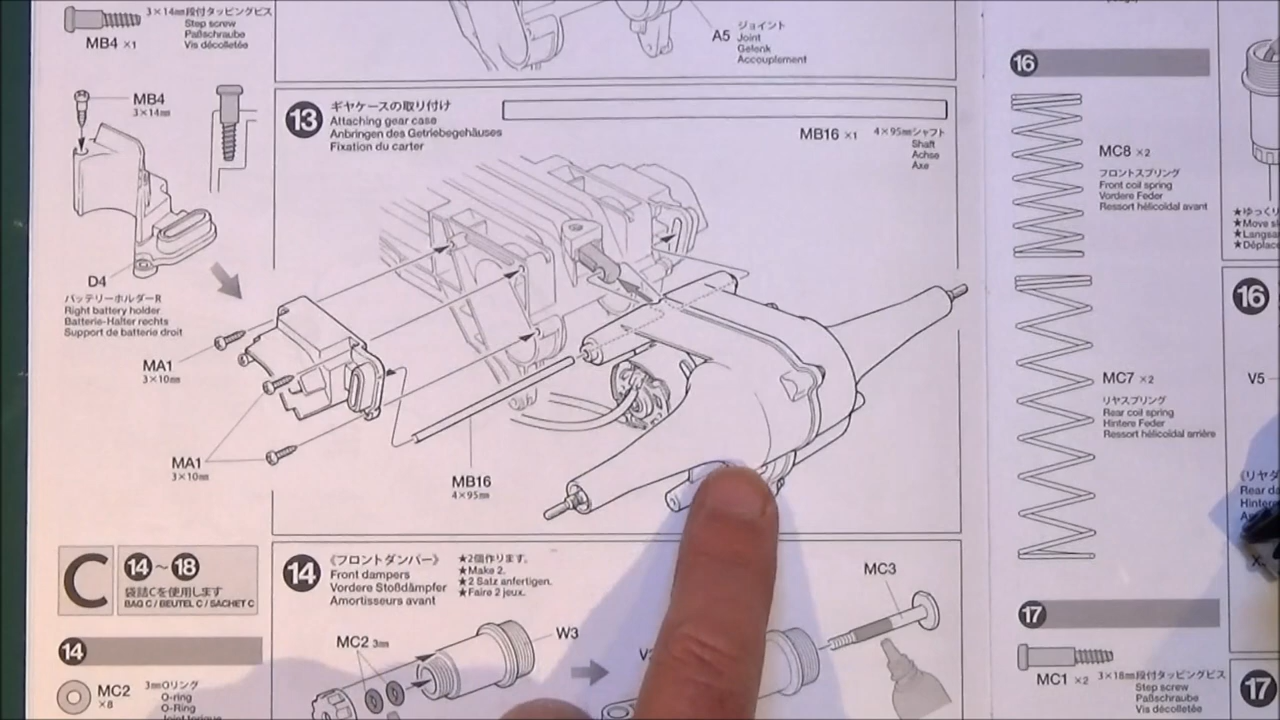 3×14mm段付タッピングビス
Step screw
Paßschraube
Vis décolletée
MB4 ×1
MB4
3×14mm
D4
バッテリーホルダーR
Right battery holder
Batterie-Halter rechts
Support de batterie droit
MA1
3×10mm
MA1
3×10mm
A5
ジョイント
Joint
Gelenk
Accouplement
13
ギヤケースの取り付け
Attaching gear case
Anbringen des Getriebegehäuses
Fixation du carter
MB16 ×1
4×95mmシャフト
Shaft
Achse
Axe
MB16
4×95mm
C
14～18
袋詰Cを使用します
BAG C / BEUTEL C / SACHET C
14
MC2
×8
3mmOリング
O-ring
O-Ring
14
《フロントダンパー》
Front dampers
Vordere Stoßdämpfer
Amortisseurs avant
★2個作ります。
★Make 2.
★2 Satz anfertigen.
★Faire 2 jeux.
MC2 3mm
W3
MC3
16
MC8 ×2
フロントスプリング
Front coil spring
Vordere Feder
Ressort hélicoïdal avant
MC7 ×2
リヤスプリング
Rear coil spring
Hintere Feder
Ressort hélicoïdal arrière
17
MC1 ×2
3×18mm段付タッピングビス
Step screw
Paßschraube
Vis décolletée
16
V5
17